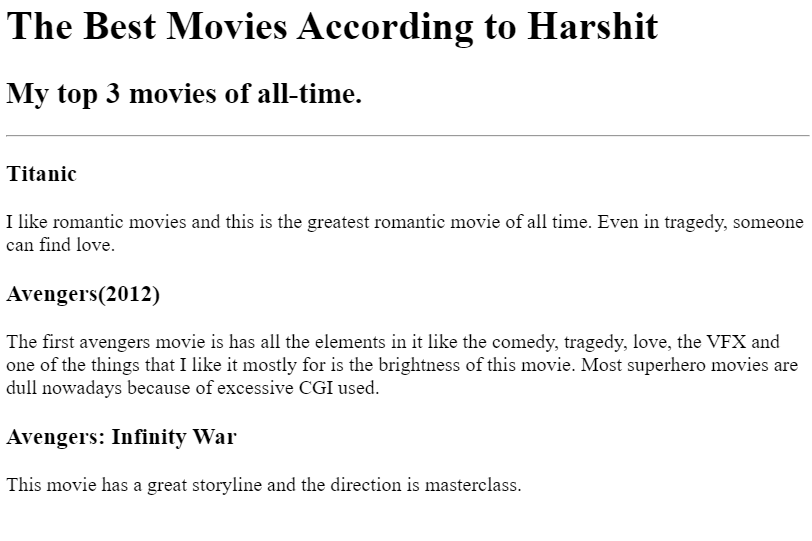 The Best Movies According to Harshit
My top 3 movies of all-time.
Titanic
I like romantic movies and this is the greatest romantic movie of all time. Even in tragedy, someone
can find love.
Avengers(2012)
The first avengers movie is has all the elements in it like the comedy, tragedy, love, the VFX and
one of the things that I like it mostly for is the brightness of this movie. Most superhero movies are
dull nowadays because of excessive CGI used.
Avengers: Infinity War
This movie has a great storyline and the direction is masterclass.